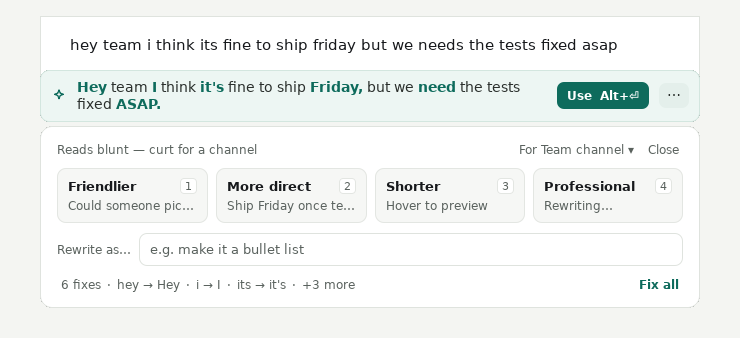 hey team i think its fine to ship friday but we needs the tests fixed asap
Hey team I think it's fine to ship Friday, but we need the tests
fixed ASAP.
Use Alt+⏎
⋯
Reads blunt — curt for a channel
For Team channel ▾
Close
Friendlier 1
Could someone pic…
More direct 2
Ship Friday once te…
Shorter 3
Hover to preview
Professional 4
Rewriting…
Rewrite as…
e.g. make it a bullet list
6 fixes · hey → Hey · i → I · its → it's · +3 more
Fix all